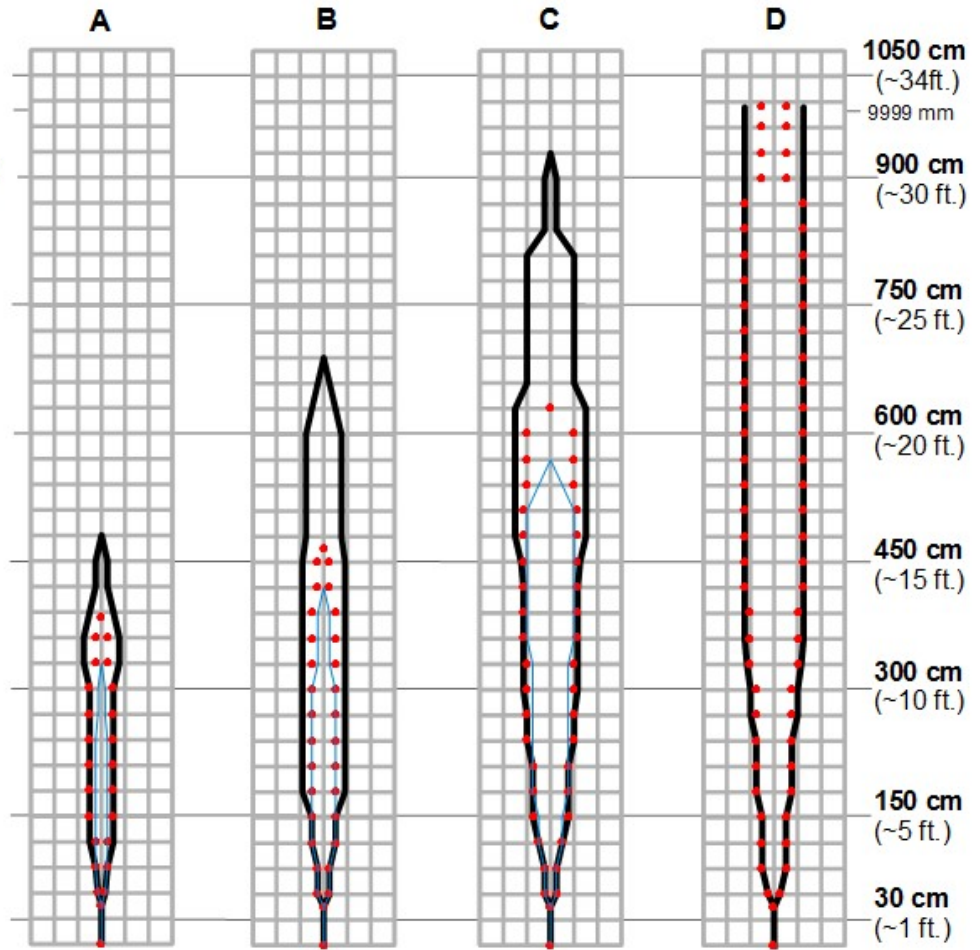 A B C D
1050 cm
(~34ft.)
9999 mm
900 cm
(~30 ft.)
750 cm
(~25 ft.)
600 cm
(~20 ft.)
450 cm
(~15 ft.)
300 cm
(~10 ft.)
150 cm
(~5 ft.)
30 cm
(~1 ft.)